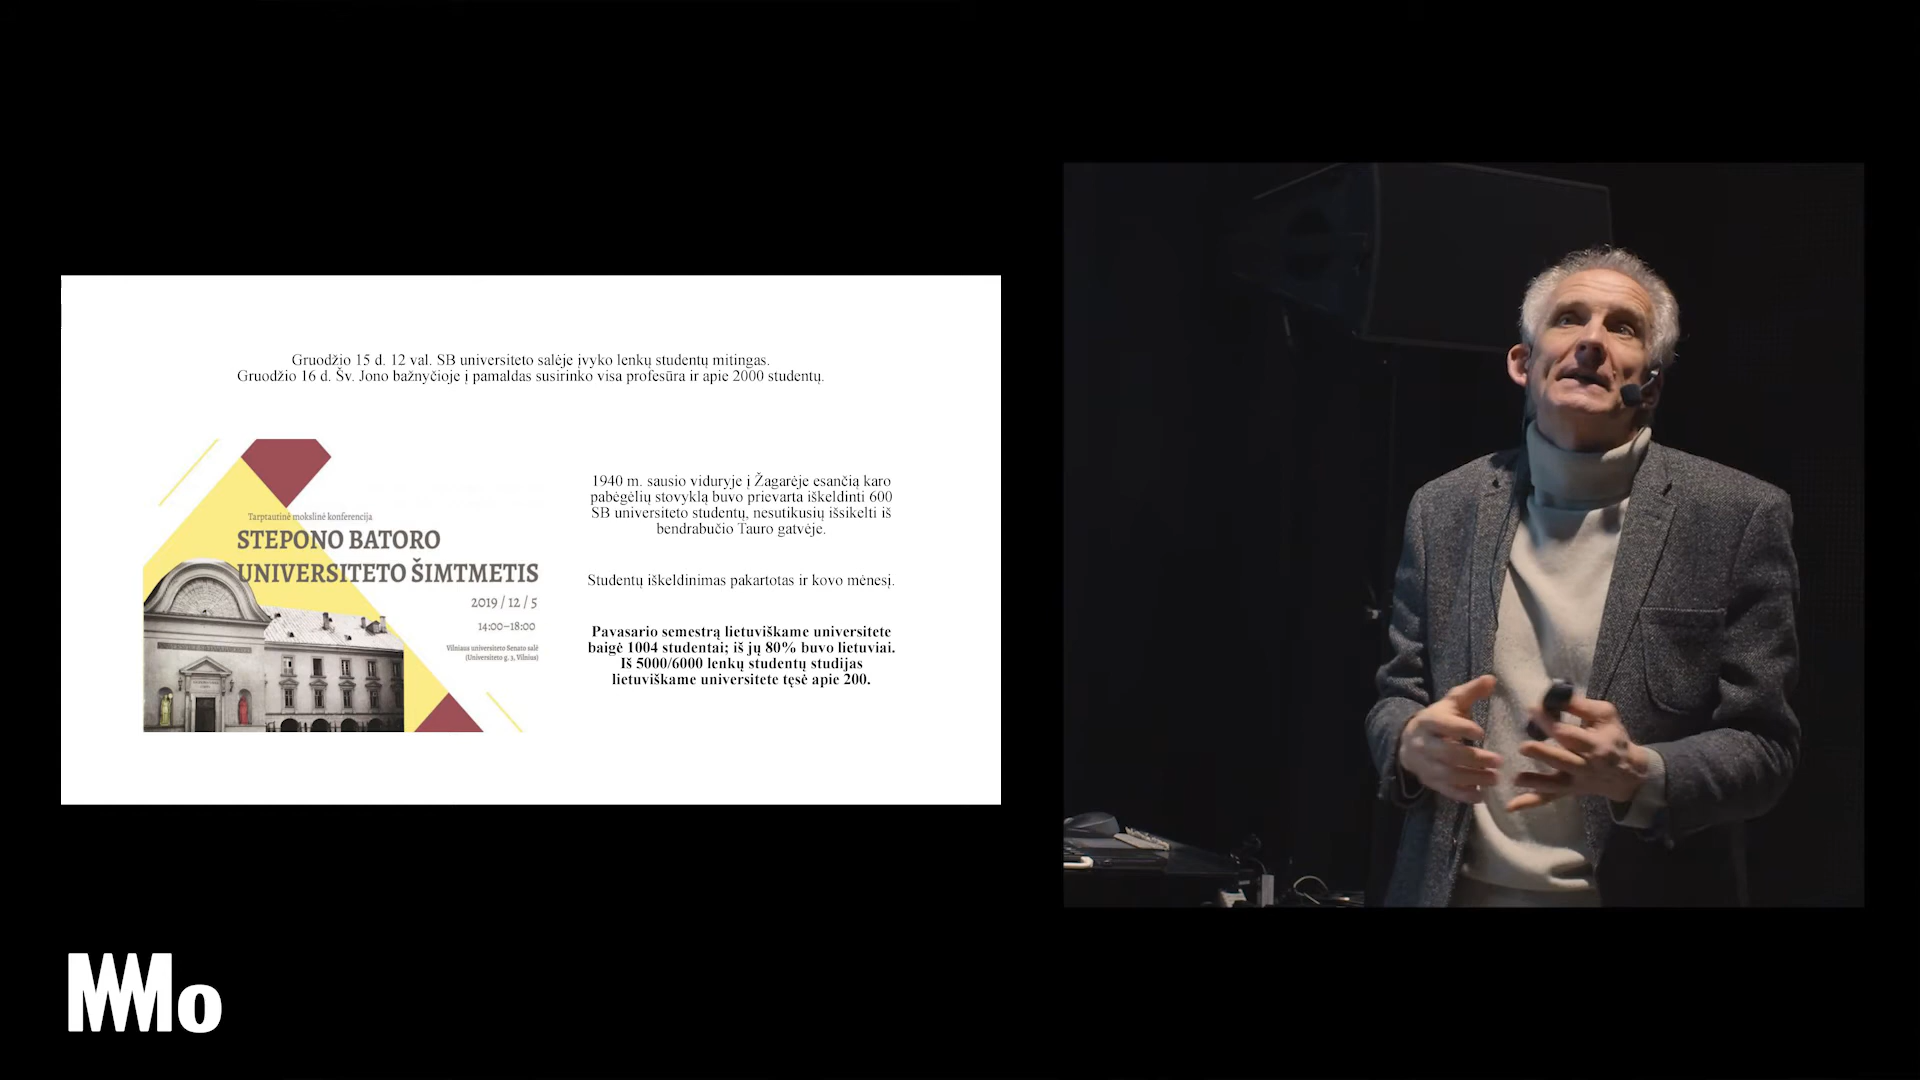 Gruodžio 15 d. 12 val. SB universiteto salėje įvyko lenkų studentų mitingas.
Gruodžio 16 d. Šv. Jono bažnyčioje į pamaldas susirinko visa profesūra ir apie 2000 studentų.
Tarptautinė mokslinė konferencija
STEPONO BATORO
UNIVERSITETO ŠIMTMETIS
2019 / 12 / 5
14:00–18:00
Vilniaus universiteto Senato salė
(Universiteto g. 3, Vilnius)
1940 m. sausio viduryje į Žagarėje esančią karo
pabėgėlių stovyklą buvo prievarta iškeldinti 600
SB universiteto studentų, nesutikusių išsikelti iš
bendrabučio Tauro gatvėje.
Studentų iškeldinimas pakartotas ir kovo mėnesį.
Pavasario semestrą lietuviškame universitete
baigė 1004 studentai; iš jų 80% buvo lietuviai.
Iš 5000/6000 lenkų studentų studijas
lietuviškame universitete tęsė apie 200.
MMo